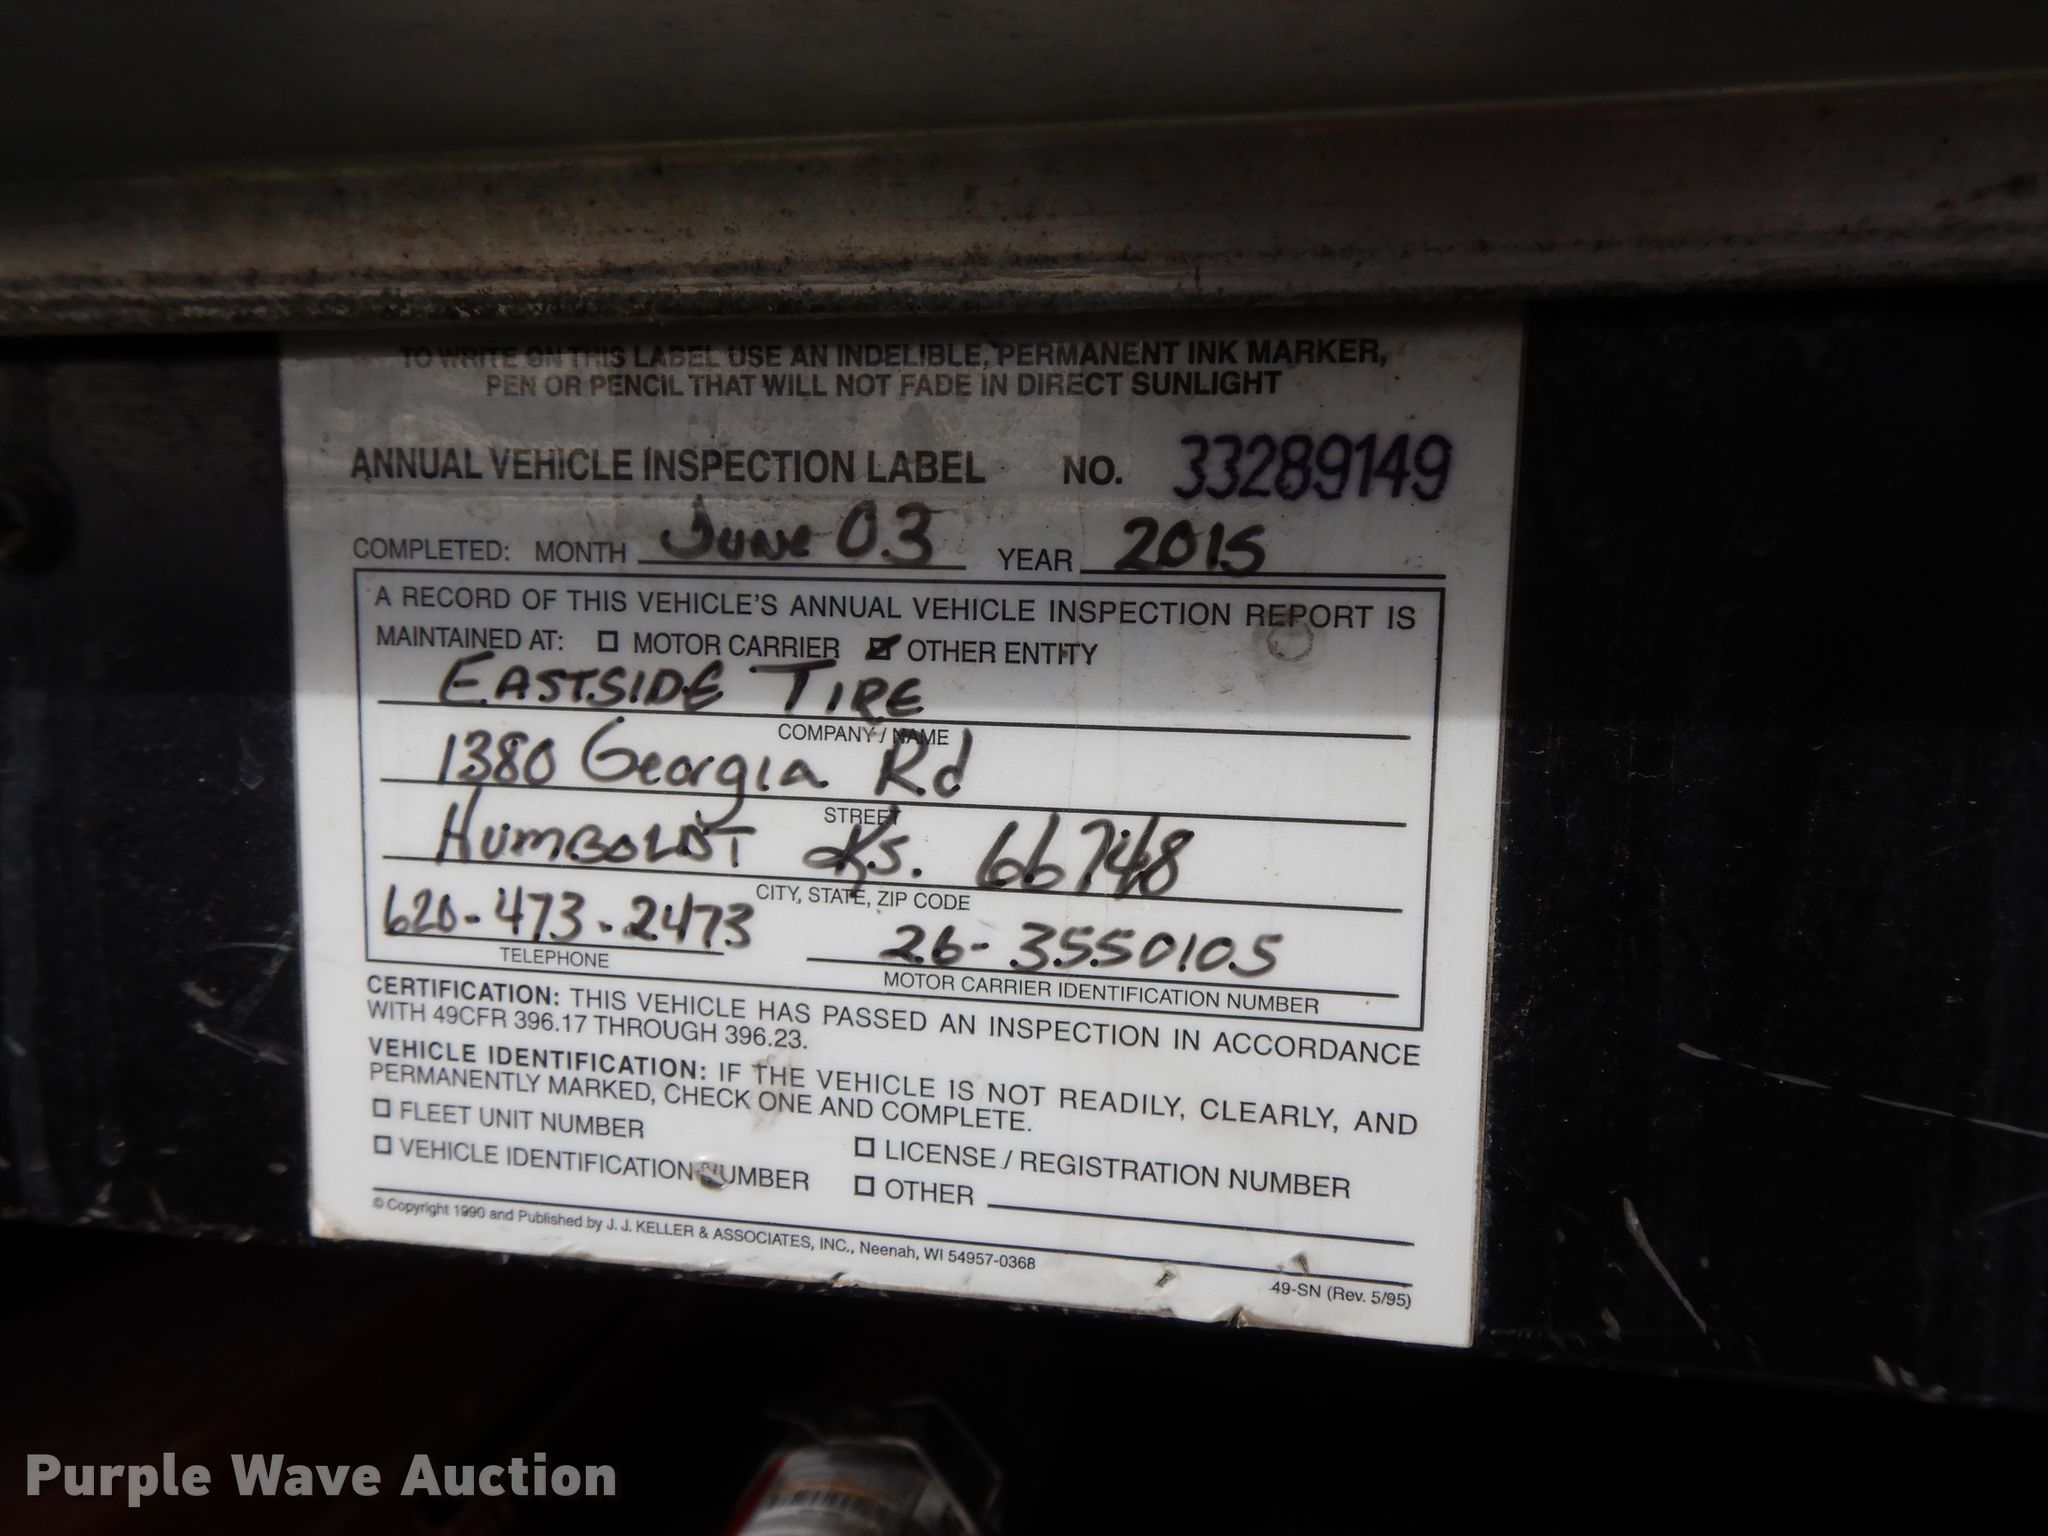 TO WRITE ON THIS LABEL USE AN INDELIBLE, PERMANENT INK MARKER,
PEN OR PENCIL THAT WILL NOT FADE IN DIRECT SUNLIGHT
ANNUAL VEHICLE INSPECTION LABEL NO. 33289149
COMPLETED: MONTH June 03 YEAR 2015
A RECORD OF THIS VEHICLE'S ANNUAL VEHICLE INSPECTION REPORT IS
MAINTAINED AT: MOTOR CARRIER OTHER ENTITY
EASTSIDE TIRE
COMPANY / NAME
1380 Georgia Rd
STREET
HUMBOLDT Ks. 66748
CITY, STATE, ZIP CODE
620-473-2473 26-3550105
TELEPHONE MOTOR CARRIER IDENTIFICATION NUMBER
CERTIFICATION: THIS VEHICLE HAS PASSED AN INSPECTION IN ACCORDANCE
WITH 49CFR 396.17 THROUGH 396.23.
VEHICLE IDENTIFICATION: IF THE VEHICLE IS NOT READILY, CLEARLY, AND
PERMANENTLY MARKED, CHECK ONE AND COMPLETE.
FLEET UNIT NUMBER LICENSE / REGISTRATION NUMBER
VEHICLE IDENTIFICATION NUMBER OTHER
© Copyright 1990 and Published by J. J. KELLER & ASSOCIATES, INC., Neenah, WI 54957-0368
49-SN (Rev. 5/95)
Purple Wave Auction